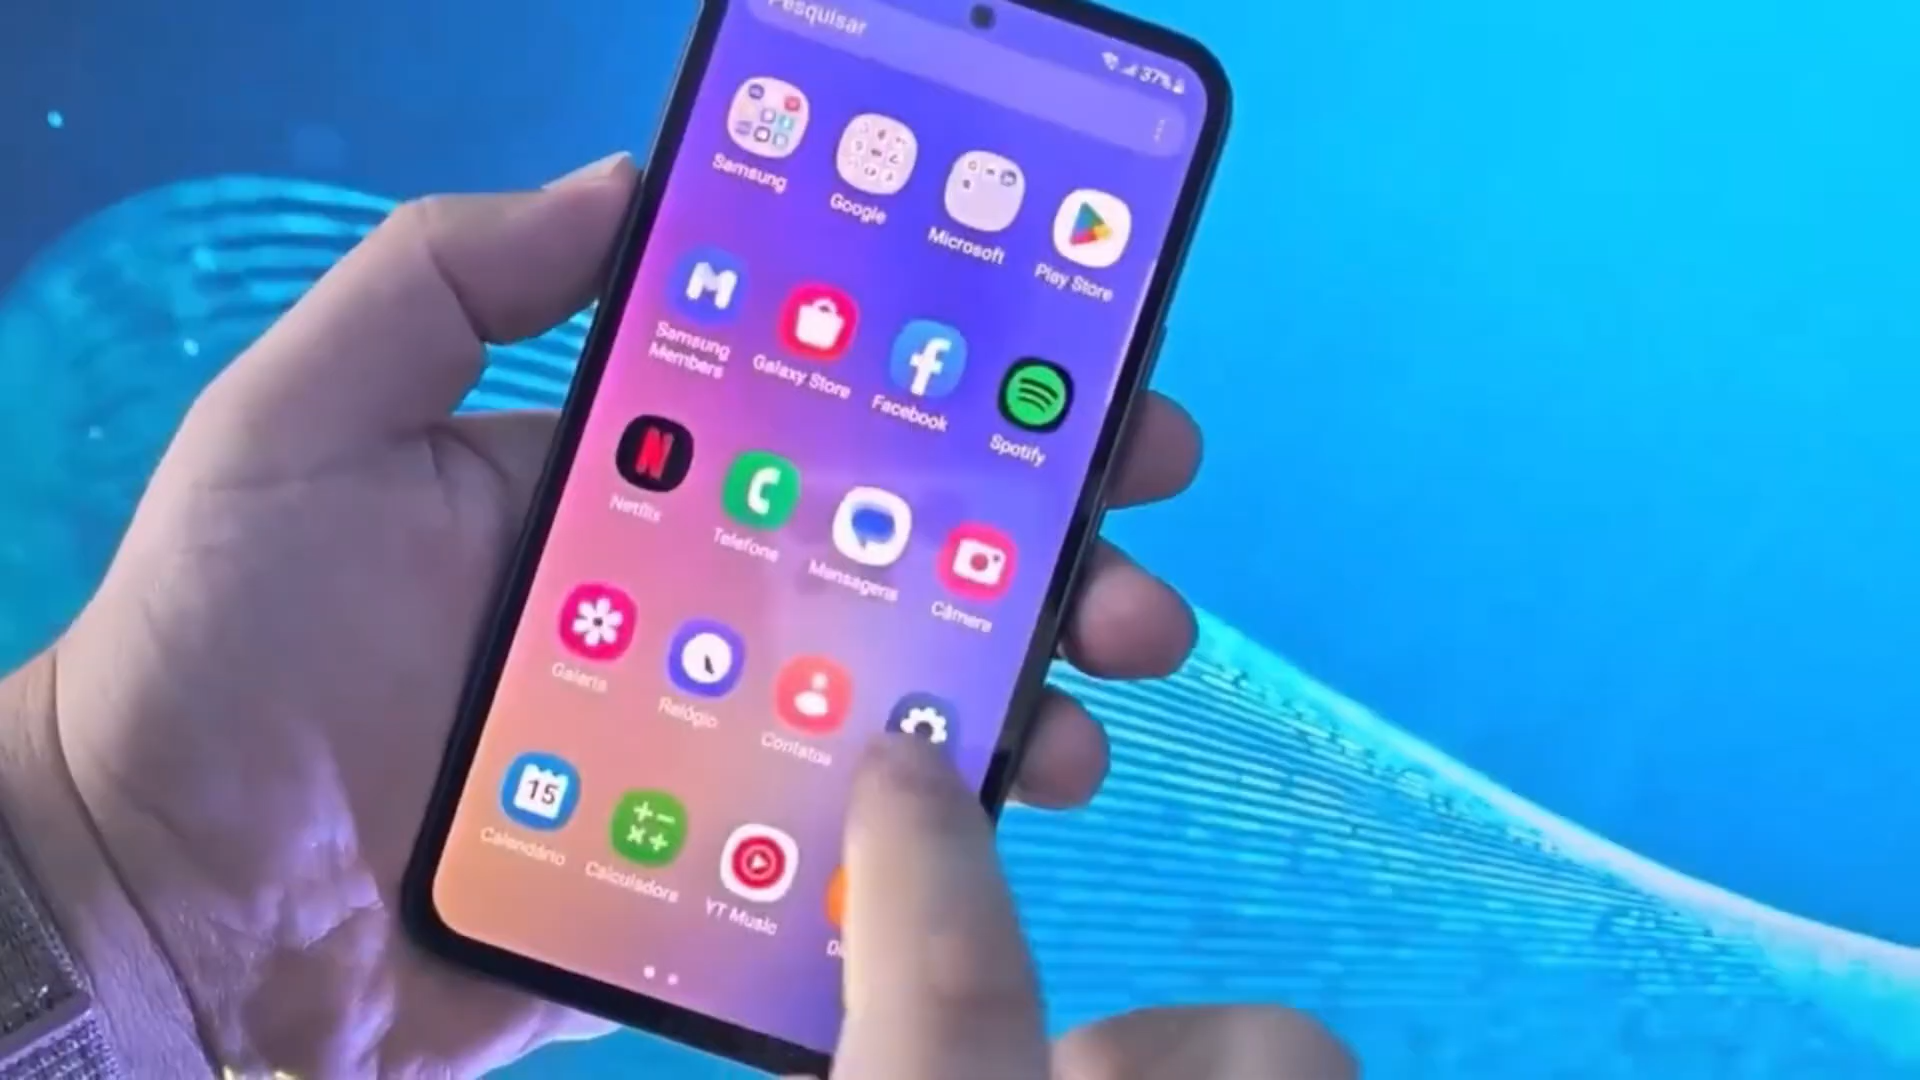 Pesquisar
37%
Samsung
Google
Microsoft
Play Store
Samsung
Members
Galaxy Store
Facebook
Spotify
Netflix
Telefone
Mensagens
Câmera
Galeria
Relógio
Contatos
15
Calendário
Calculadora
YT Music